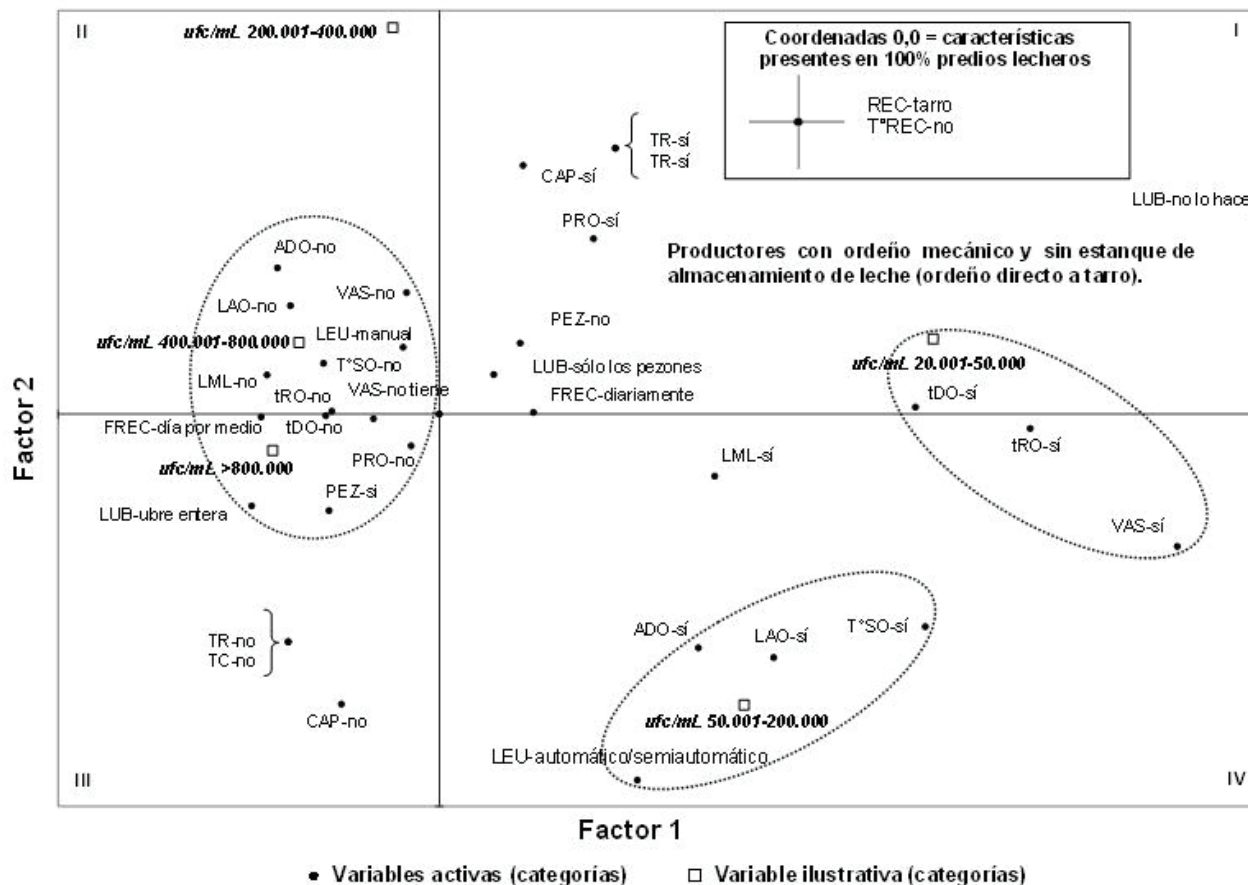 II
ufc/mL 200.001-400.000
I
Coordenadas 0,0 = características
presentes en 100% predios lecheros
REC-tarro
T°REC-no
TR-sí
TR-sí
CAP-sí
LUB-no lo hace
PRO-sí
Productores con ordeño mecánico y sin estanque de
almacenamiento de leche (ordeño directo a tarro).
ADO-no
VAS-no
LAO-no
PEZ-no
LEU-manual
ufc/mL 400.001-800.000
ufc/mL 20.001-50.000
T°SO-no
LUB-sólo los pezones
LML-no
VAS-no tiene
tRO-no
FREC-diariamente
tDO-sí
FREC-día por medio
tDO-no
tRO-sí
PRO-no
ufc/mL >800.000
LML-sí
PEZ-si
LUB-ubre entera
VAS-sí
TR-no
TC-no
ADO-sí
LAO-sí
T°SO-sí
CAP-no
ufc/mL 50.001-200.000
LEU-automático/semiautomático
III
IV
Factor 2
Factor 1
Variables activas (categorías)
Variable ilustrativa (categorías)